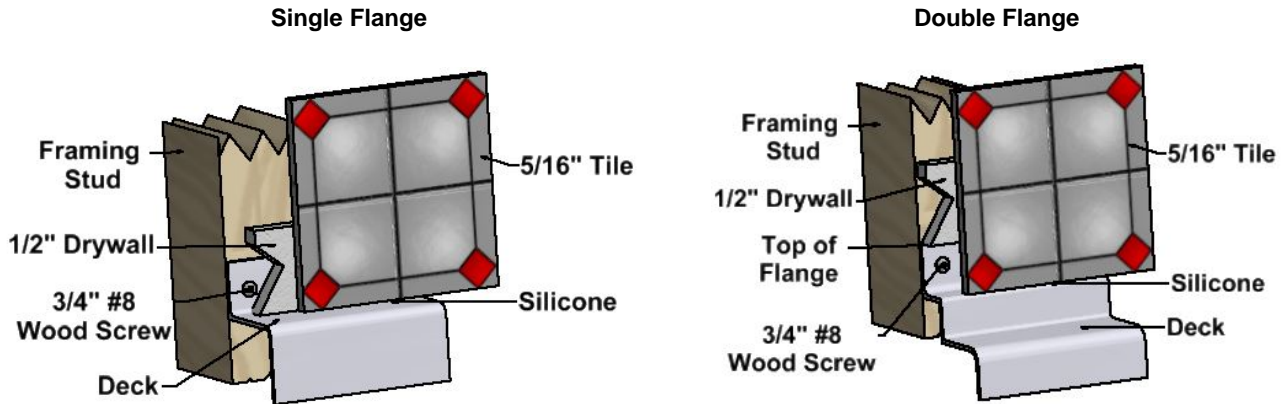 Single Flange
Framing
Stud
5/16" Tile
1/2" Drywall
3/4" #8
Wood Screw
Silicone
Deck
Double Flange
Framing
Stud
5/16" Tile
1/2" Drywall
Top of
Flange
Silicone
3/4" #8
Wood Screw
Deck